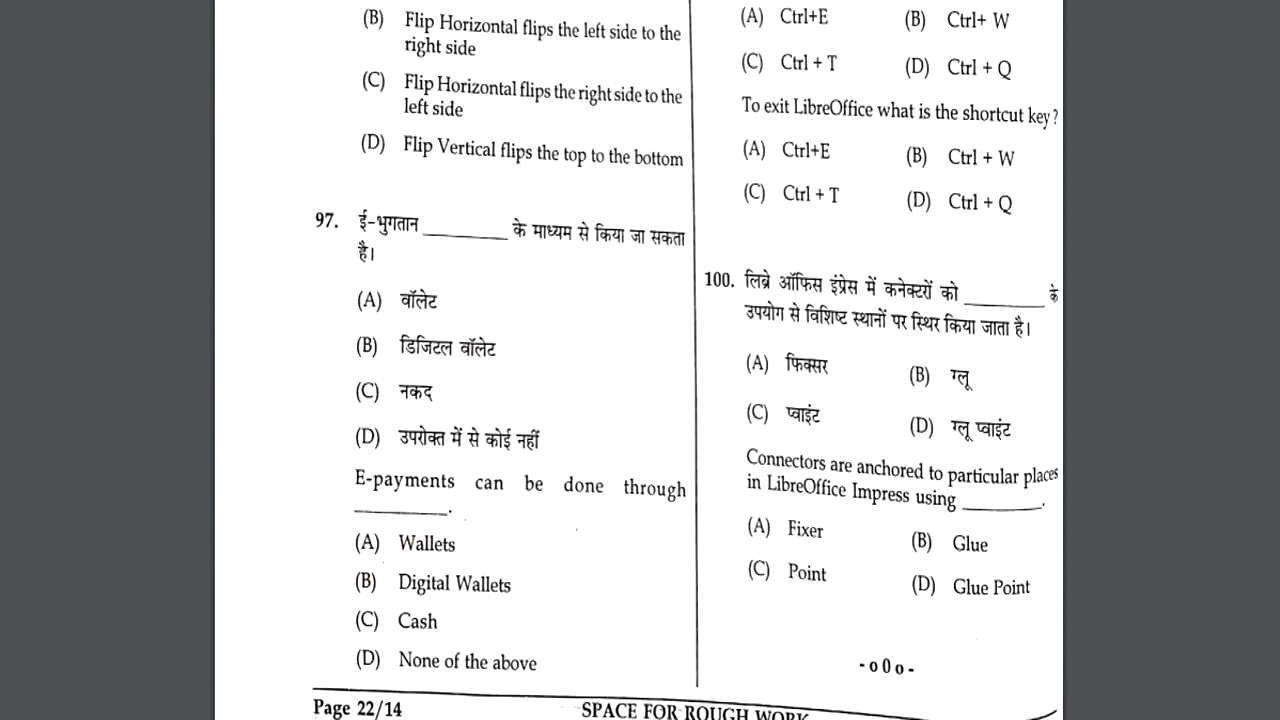 (B) Flip Horizontal flips the left side to the
right side
(C) Flip Horizontal flips the right side to the
left side
(D) Flip Vertical flips the top to the bottom
97. ई-भुगतान ________ के माध्यम से किया जा सकता
है।
(A) वॉलेट
(B) डिजिटल वॉलेट
(C) नकद
(D) उपरोक्त में से कोई नहीं
E-payments can be done through
________.
(A) Wallets
(B) Digital Wallets
(C) Cash
(D) None of the above
(A) Ctrl+E (B) Ctrl+ W
(C) Ctrl + T (D) Ctrl + Q
To exit LibreOffice what is the shortcut key?
(A) Ctrl+E (B) Ctrl + W
(C) Ctrl + T (D) Ctrl + Q
100. लिब्रे ऑफिस इंप्रेस में कनेक्टरों को ________ के
उपयोग से विशिष्ट स्थानों पर स्थिर किया जाता है।
(A) फिक्सर (B) ग्लू
(C) प्वाइंट (D) ग्लू प्वाइंट
Connectors are anchored to particular places
in LibreOffice Impress using ________.
(A) Fixer (B) Glue
(C) Point (D) Glue Point
-o0o-
Page 22/14 SPACE FOR ROUGH WORK